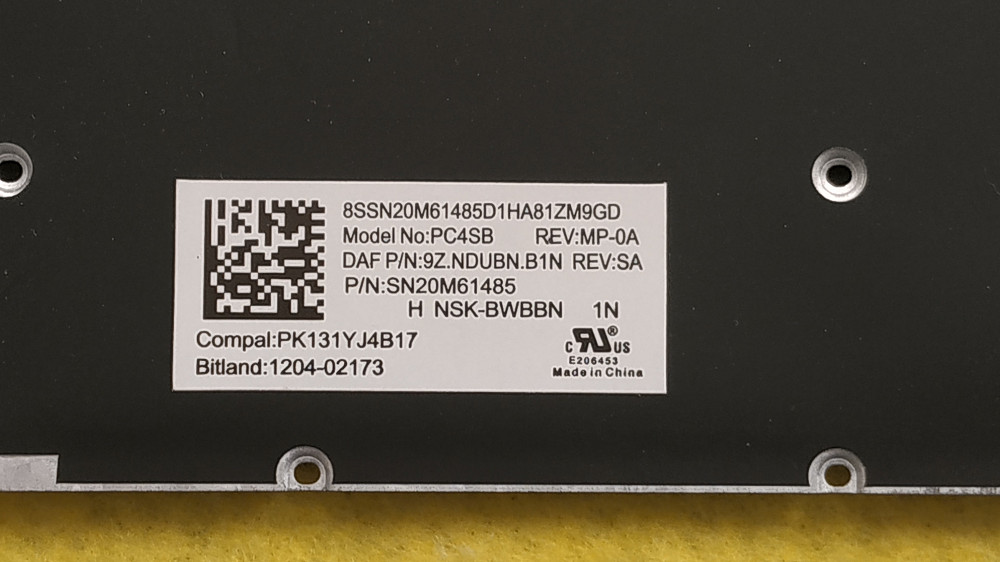 8SSN20M61485D1HA81ZM9GD
Model No:PC4SB REV:MP-0A
DAF P/N:9Z.NDUBN.B1N REV:SA
P/N:SN20M61485
H NSK-BWBBN 1N
Compal:PK131YJ4B17
Bitland:1204-02173
c RU® US
E206453
Made in China